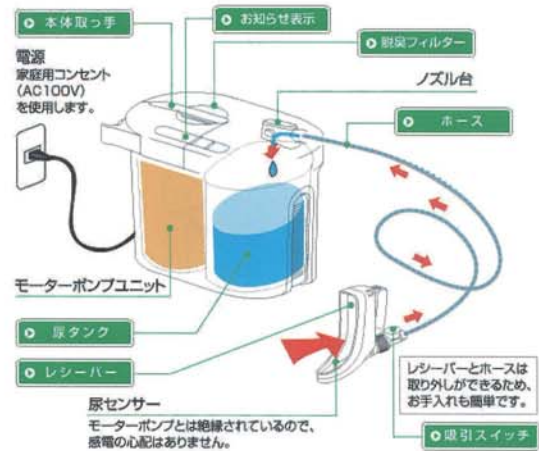 本体取っ手
お知らせ表示
脱臭フィルター
電源
家庭用コンセント
(AC100V)
を使用します。
ノズル台
ホース
モーターポンプユニット
尿タンク
レシーバー
レシーバーとホースは
取り外しができるため、
お手入れも簡単です。
尿センサー
モーターポンプとは絶縁されているので、
感電の心配はありません。
吸引スイッチ